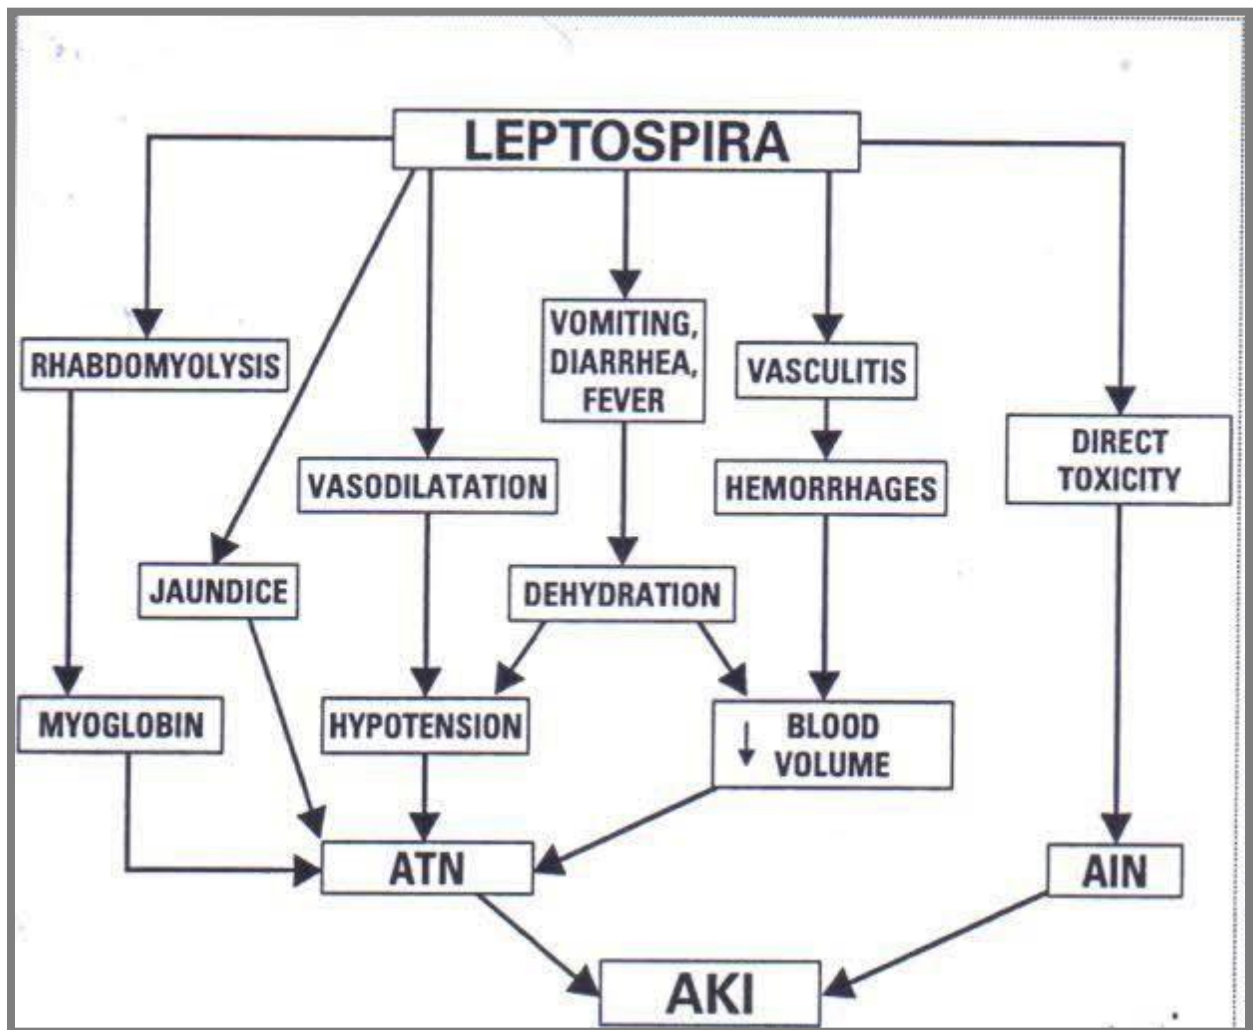 LEPTOSPIRA
VOMITING,
DIARRHEA,
FEVER
RHABDOMYOLYSIS
VASCULITIS
DIRECT
TOXICITY
VASODILATATION
HEMORRHAGES
JAUNDICE
DEHYDRATION
MYOGLOBIN
HYPOTENSION
↓ BLOOD
VOLUME
ATN
AIN
AKI